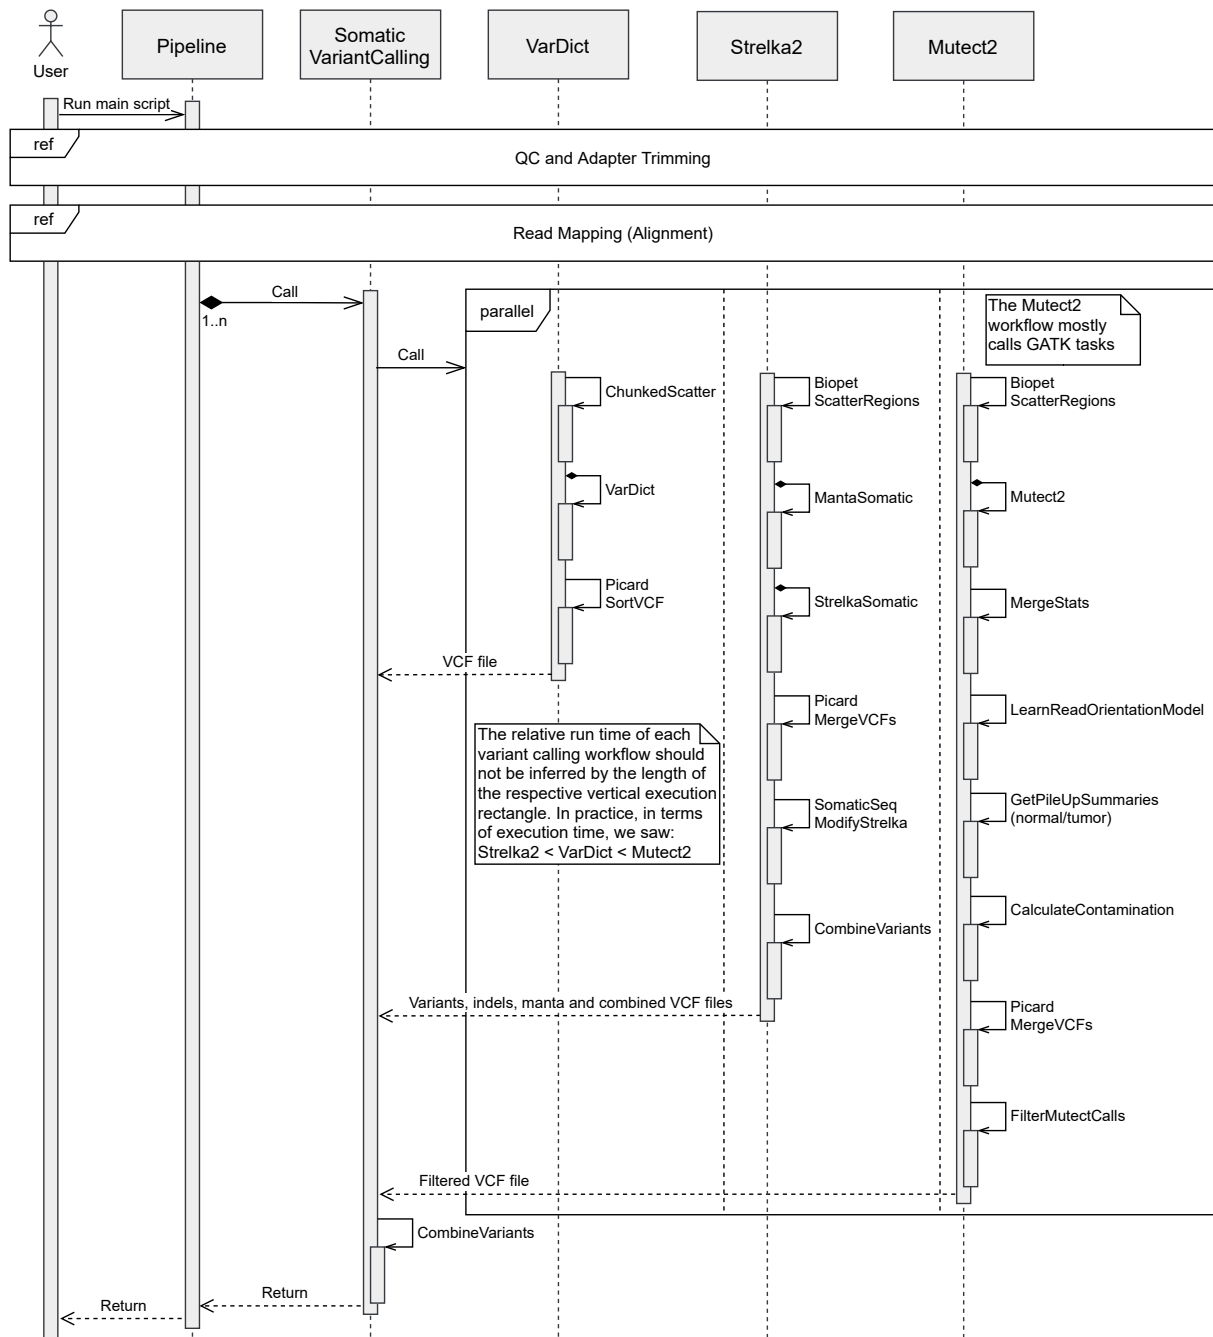 User
Pipeline
Somatic
VariantCalling
VarDict
Strelka2
Mutect2
Run main script
ref
QC and Adapter Trimming
ref
Read Mapping (Alignment)
Call
1..n
parallel
The Mutect2
workflow mostly
calls GATK tasks
Call
ChunkedScatter
Biopet
ScatterRegions
Biopet
ScatterRegions
VarDict
MantaSomatic
Mutect2
Picard
SortVCF
StrelkaSomatic
MergeStats
VCF file
Picard
MergeVCFs
LearnReadOrientationModel
The relative run time of each
variant calling workflow should
not be inferred by the length of
the respective vertical execution
rectangle. In practice, in terms
of execution time, we saw:
Strelka2 < VarDict < Mutect2
SomaticSeq
ModifyStrelka
GetPileUpSummaries
(normal/tumor)
CombineVariants
CalculateContamination
Variants, indels, manta and combined VCF files
Picard
MergeVCFs
FilterMutectCalls
Filtered VCF file
CombineVariants
Return
Return